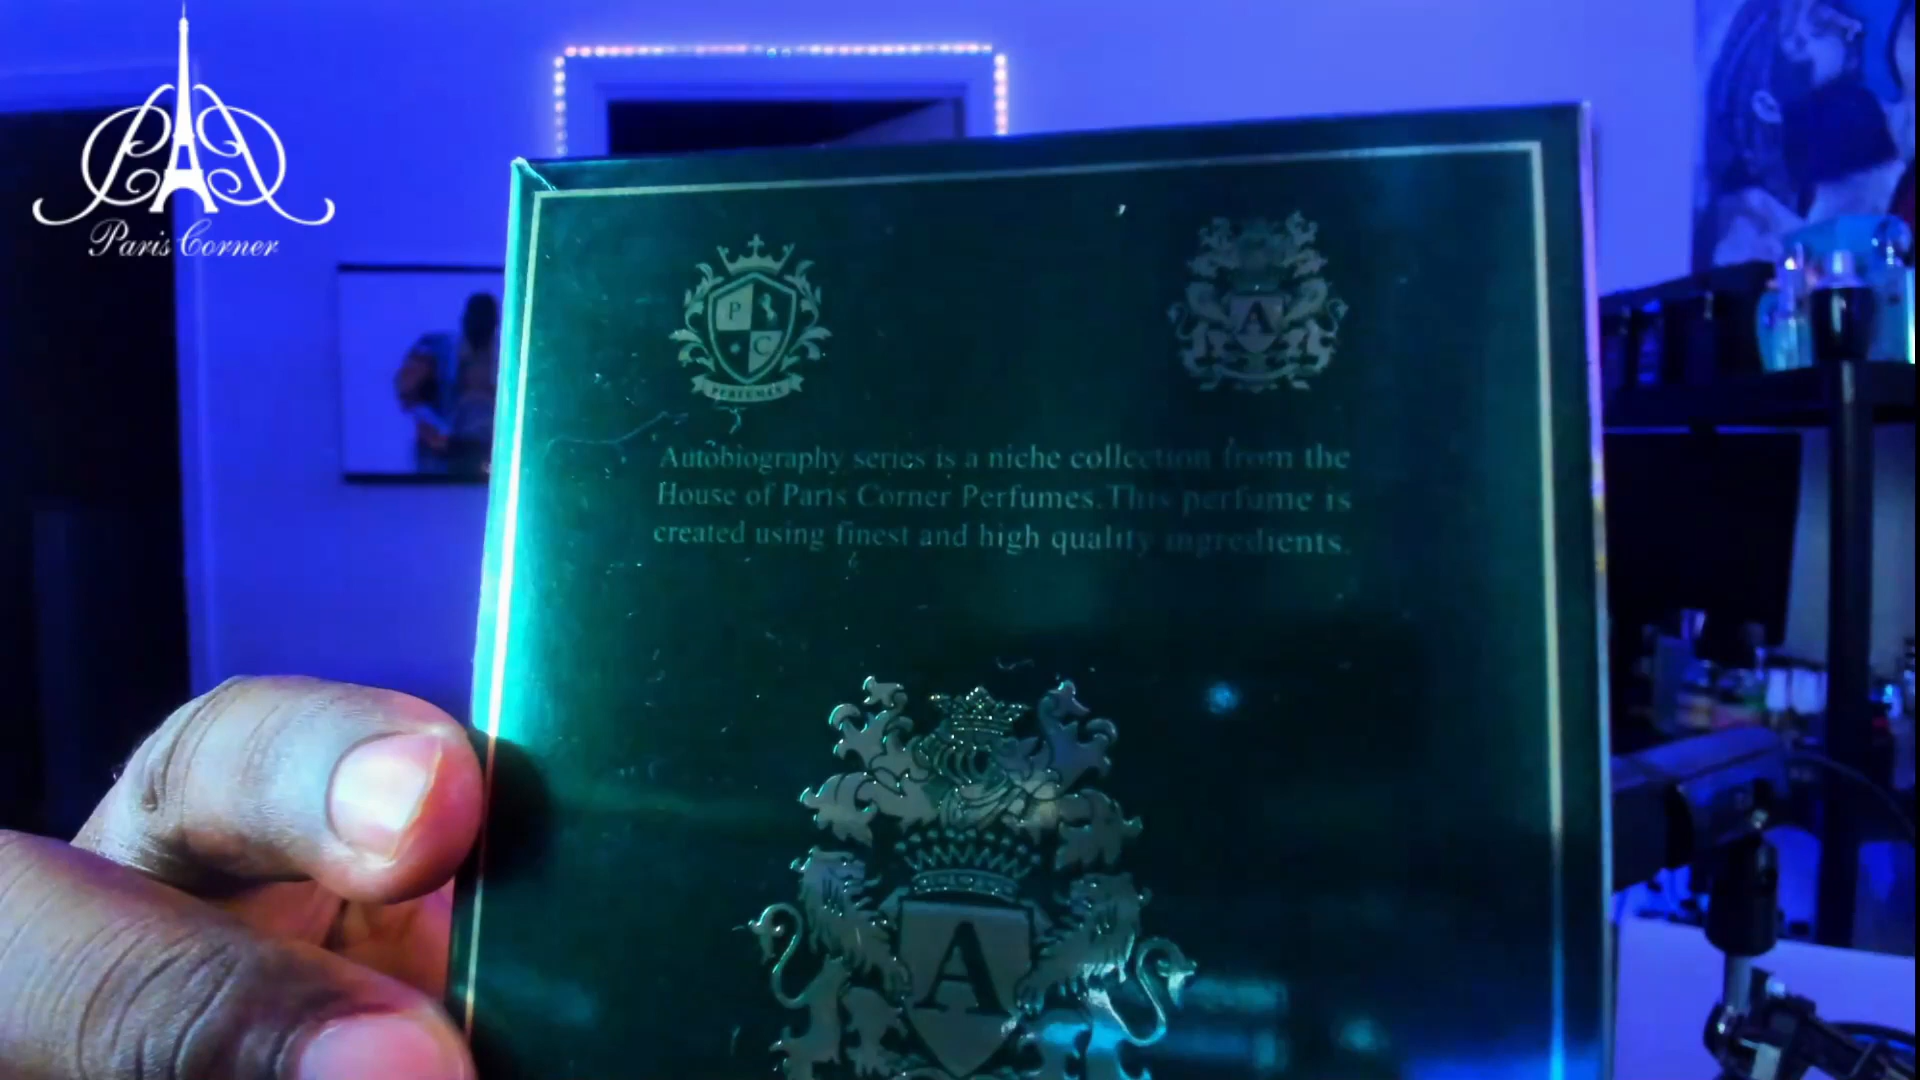 Paris Corner
P
C
PERFUMES
A
Autobiography series is a niche collection from the
House of Paris Corner Perfumes. This perfume is
created using finest and high quality ingredients.
A